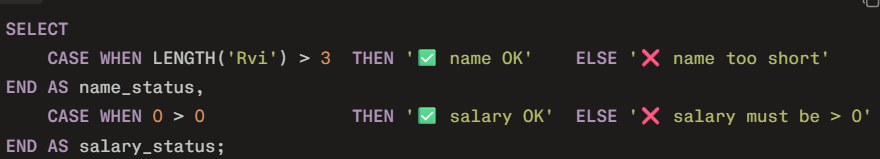 SELECT
    CASE WHEN LENGTH('Rvi') > 3  THEN '✅ name OK'    ELSE '❌ name too short'
END AS name_status,
    CASE WHEN 0 > 0              THEN '✅ salary OK'  ELSE '❌ salary must be > 0'
END AS salary_status;